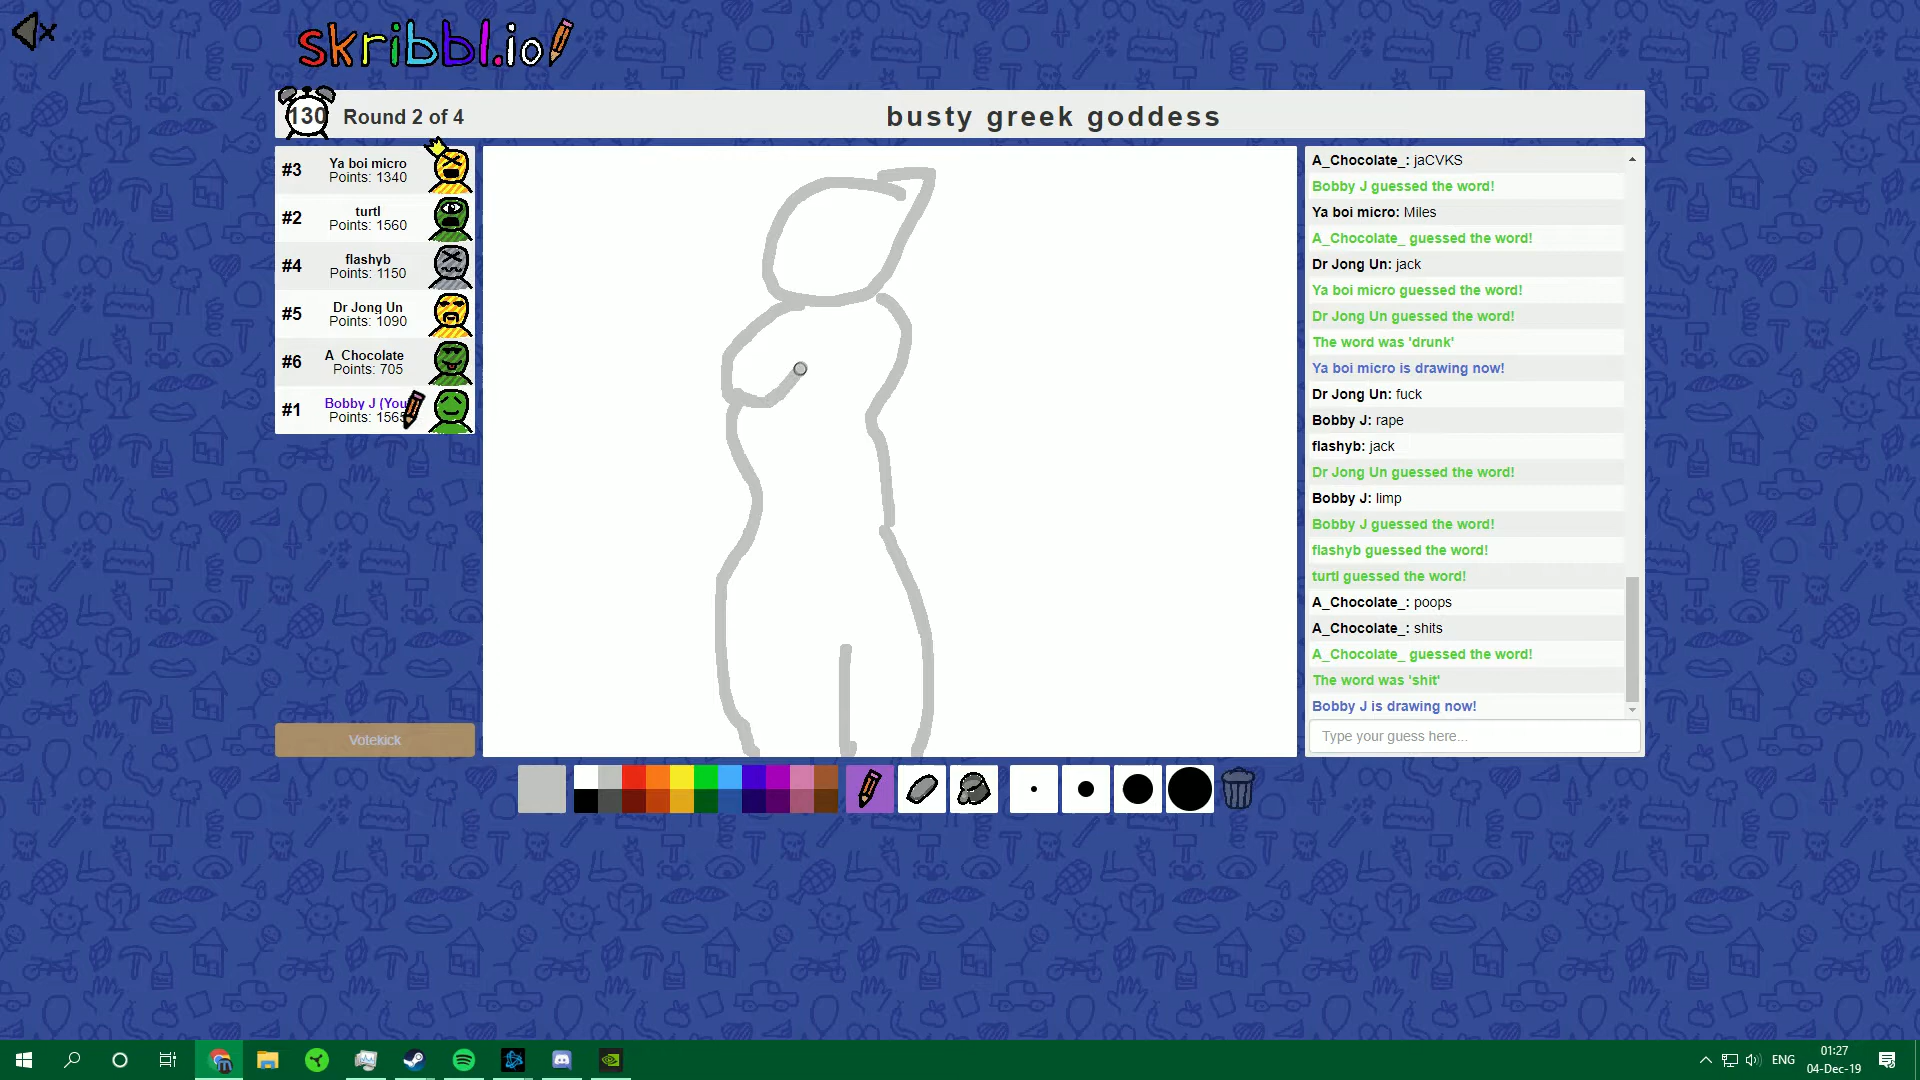 skribbl.io
130
Round 2 of 4
busty greek goddess
#3
Ya boi micro
Points: 1340
#2
turtl
Points: 1560
#4
flashyb
Points: 1150
#5
Dr Jong Un
Points: 1090
#6
A_Chocolate_
Points: 705
#1
Bobby J (You
Points: 1565
Votekick
A_Chocolate_: jaCVKS
Bobby J guessed the word!
Ya boi micro: Miles
A_Chocolate_ guessed the word!
Dr Jong Un: jack
Ya boi micro guessed the word!
Dr Jong Un guessed the word!
The word was 'drunk'
Ya boi micro is drawing now!
Dr Jong Un: fuck
Bobby J: rape
flashyb: jack
Dr Jong Un guessed the word!
Bobby J: limp
Bobby J guessed the word!
flashyb guessed the word!
turtl guessed the word!
A_Chocolate_: poops
A_Chocolate_: shits
A_Chocolate_ guessed the word!
The word was 'shit'
Bobby J is drawing now!
Type your guess here...
ENG
01:27
04-Dec-19